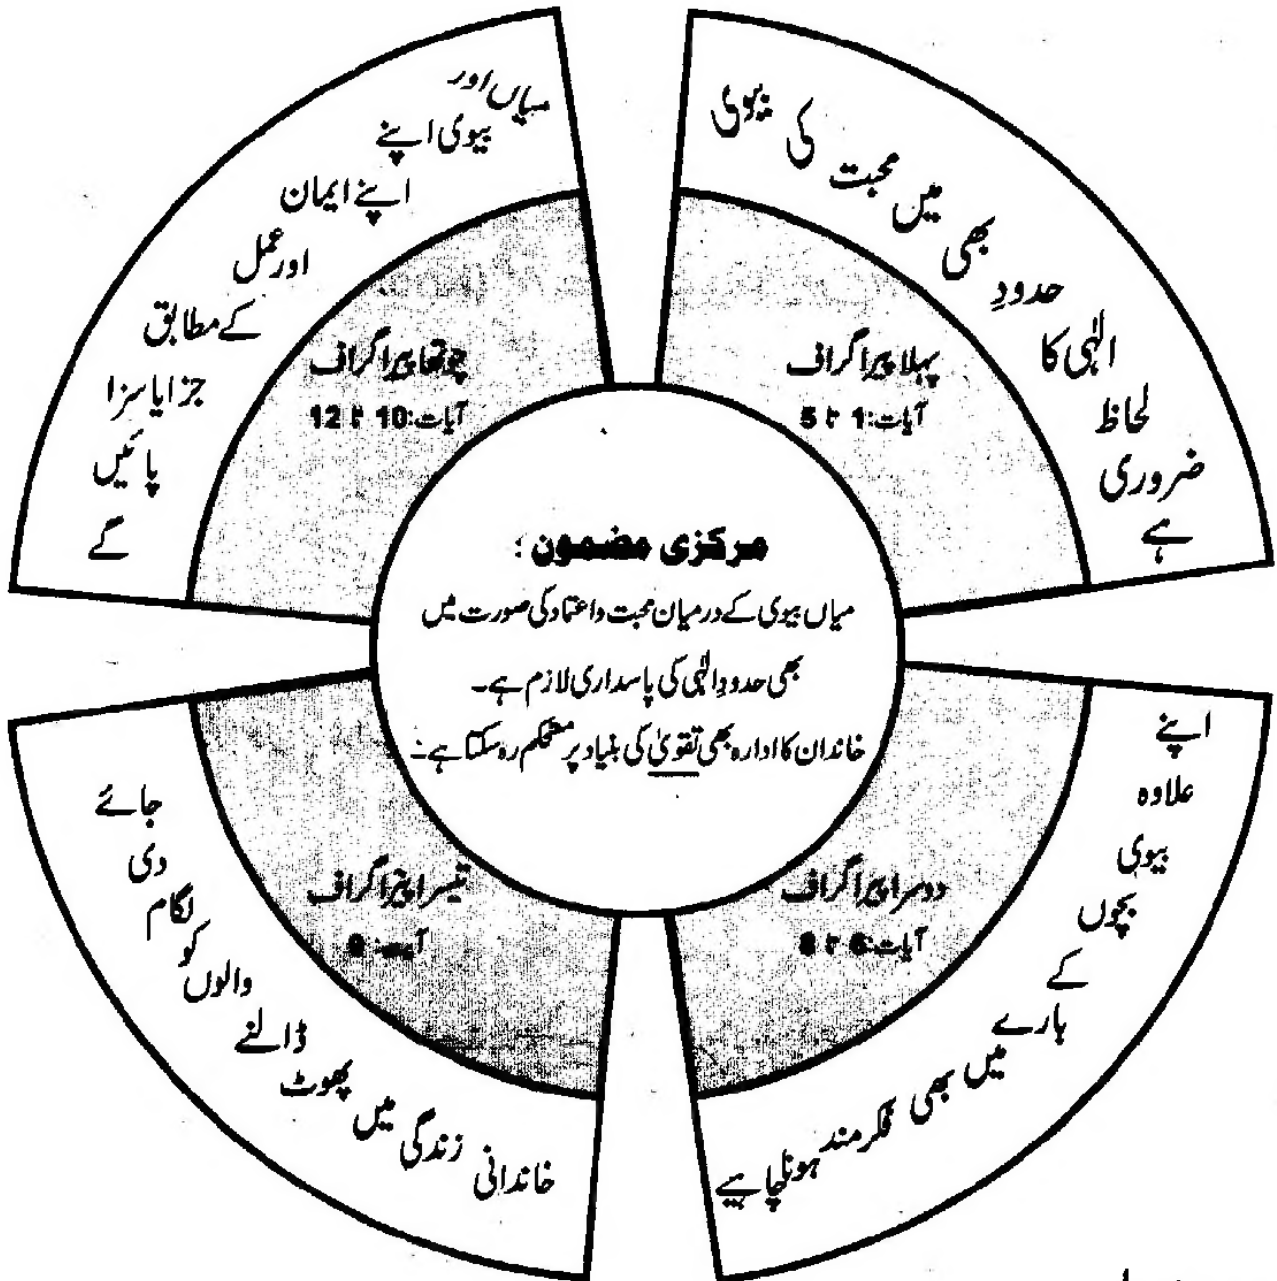 بیوی کی محبت میں بھی حدودِ الٰہی کا لحاظ ضروری ہے
پہلا پیراگراف
آیات:1 تا 5
میاں اور
بیوی اپنے
اپنے ایمان
اور عمل
کے مطابق
جزا یا سزا
پائیں
گے
چوتھا پیراگراف
آیات:10 تا 12
مرکزی مضمون :
میاں بیوی کے درمیان محبت و اعتماد کی صورت میں
بھی حدودِ الٰہی کی پاسداری لازم ہے۔
خاندان کا ادارہ بھی تقویٰ کی بنیاد پر مستحکم رہ سکتا ہے۔
دوسرا پیراگراف
آیات:6 تا 8
اپنے علاوہ بیوی بچوں کے بارے میں بھی فکرمند ہونا چاہیے
تیسرا پیراگراف
آیت: 9
خاندانی زندگی میں پھوٹ ڈالنے والوں کو لگام دی جائے